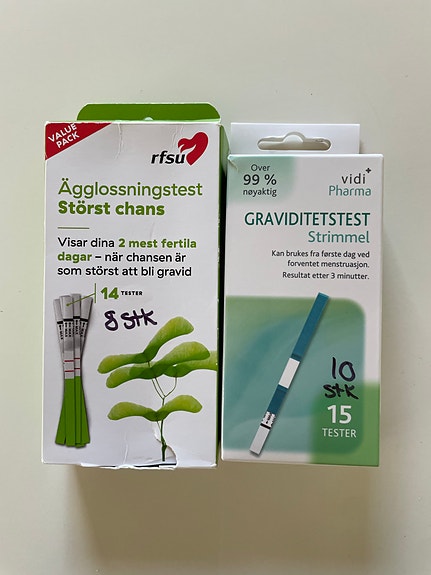 VALUE
PACK
rfsu
Ägglossningstest
Störst chans
Visar dina 2 mest fertila
dagar – när chansen är
som störst att bli gravid
14 TESTER
8 stk
Over
99 %
nøyaktig
vidi
Pharma
GRAVIDITETSTEST
Strimmel
Kan brukes fra første dag ved
forventet menstruasjon.
Resultat etter 3 minutter.
10
stk
15
TESTER